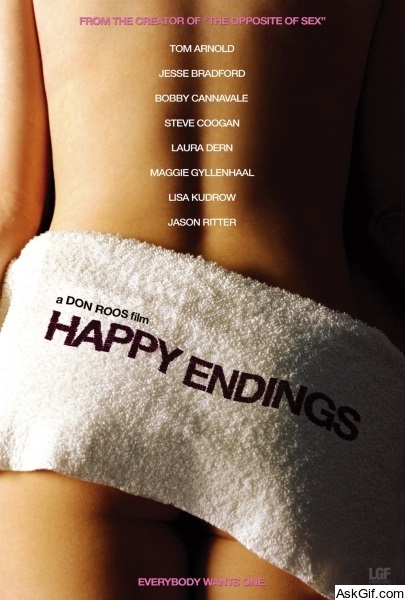 FROM THE CREATOR OF "THE OPPOSITE OF SEX"
TOM ARNOLD
JESSE BRADFORD
BOBBY CANNAVALE
STEVE COOGAN
LAURA DERN
MAGGIE GYLLENHAAL
LISA KUDROW
JASON RITTER
a DON ROOS film
HAPPY ENDINGS
EVERYBODY WANTS ONE.
LGF
AskGif.com